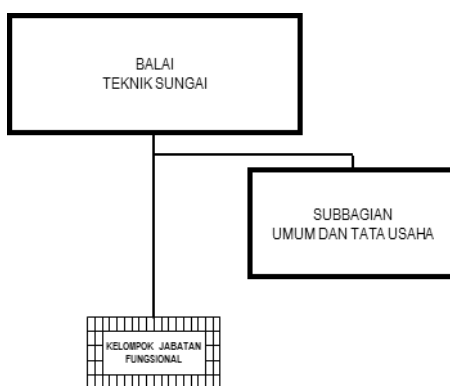 BALAI
TEKNIK SUNGAI
SUBBAGIAN
UMUM DAN TATA USAHA
KELOMPOK JABATAN
FUNGSIONAL